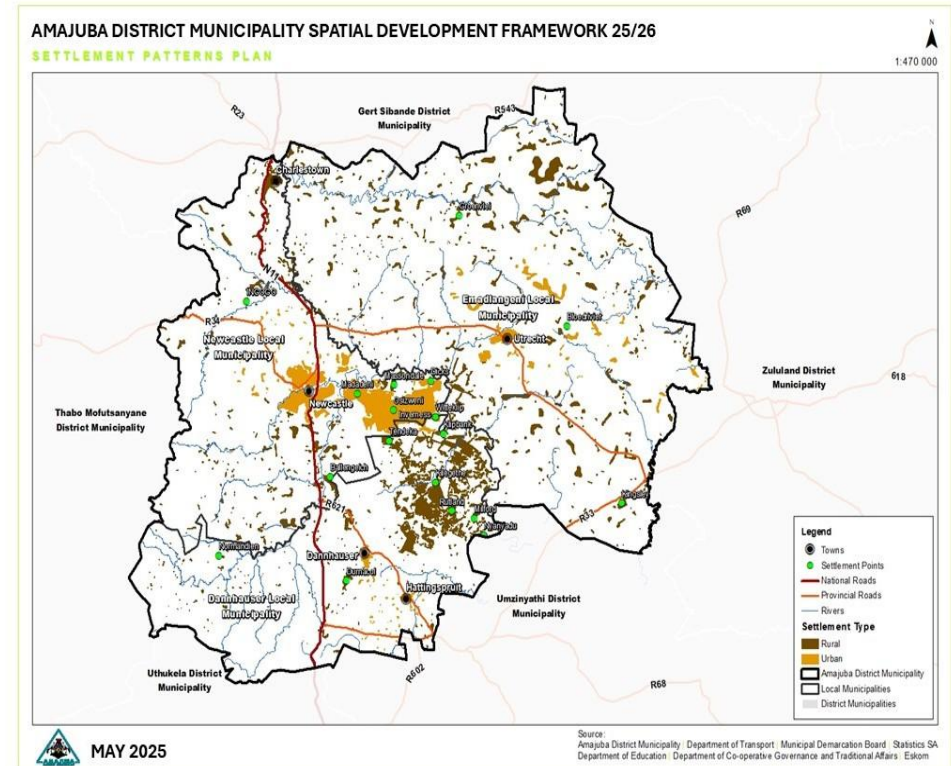 AMAJUBA DISTRICT MUNICIPALITY SPATIAL DEVELOPMENT FRAMEWORK 25/26
SETTLEMENT PATTERNS PLAN
N
1:470 000
R23
Gert Sibande District
Municipality
R543
Charlestown
R69
N11
Emadlangeni Local
Municipality
R34
Utrecht
Newcastle Local
Municipality
Zululand District
Municipality
618
Madadeni
Osizweni
Newcastle
Inverness
Thabo Mofutsanyane
District Municipality
Ballengeich
R621
Rutland
Kingsley
R33
Normandien
Dannhauser
Hattingspruit
Dannhauser Local
Municipality
Umzinyathi District
Municipality
Uthukela District
Municipality
R602
R68
Legend
Towns
Settlement Points
National Roads
Provincial Roads
Rivers
Settlement Type
Rural
Urban
Amajuba District Municipality
Local Municipalities
District Municipalities
AMAJUBA
MAY 2025
Source:
Amajuba District Municipality | Department of Transport | Municipal Demarcation Board | Statistics SA
Department of Education | Department of Co-operative Governance and Traditional Affairs | Eskom